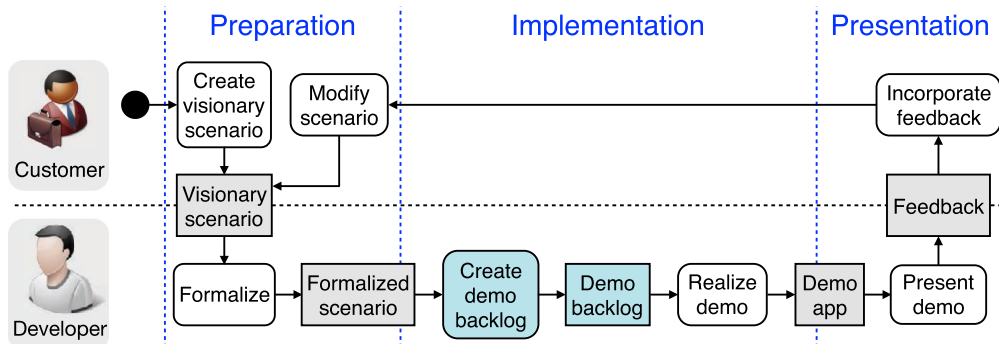 Preparation
Implementation
Presentation
Customer
Create
visionary
scenario
Modify
scenario
Incorporate
feedback
Visionary
scenario
Feedback
Developer
Formalize
Formalized
scenario
Create
demo
backlog
Demo
backlog
Realize
demo
Demo
app
Present
demo